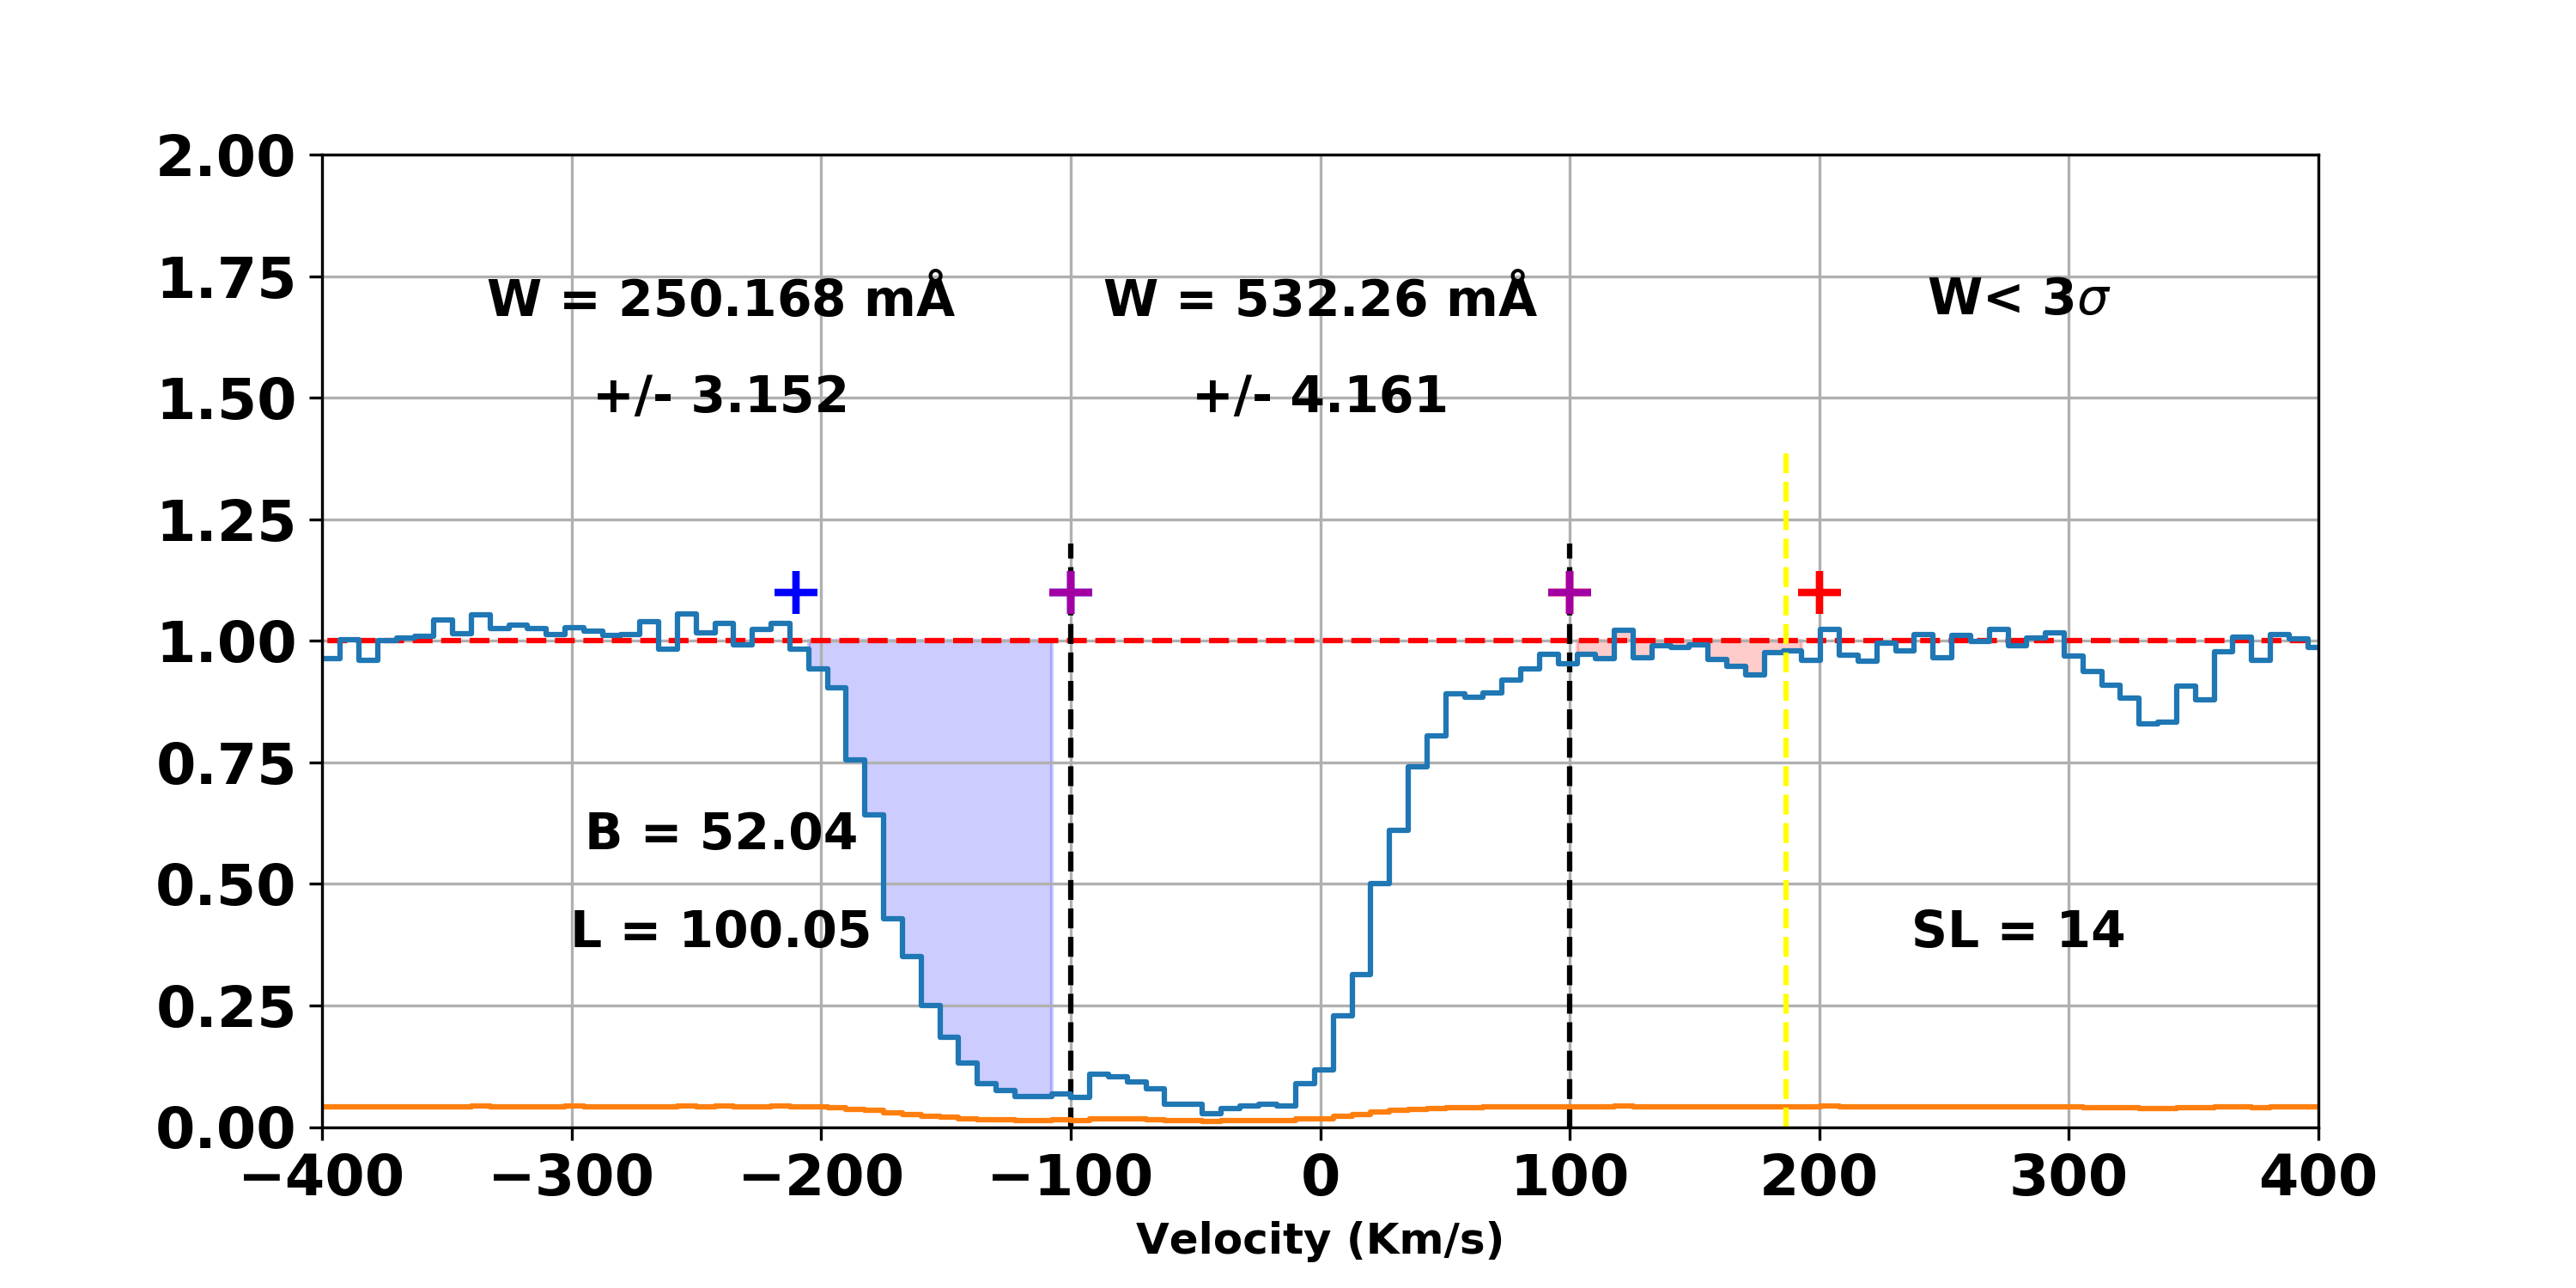 2.00
1.75
1.50
1.25
1.00
0.75
0.50
0.25
0.00
W = 250.168 mÅ
+/- 3.152
W = 532.26 mÅ
+/- 4.161
W< 3σ
B = 52.04
L = 100.05
SL = 14
−400 −300 −200 −100 0 100 200 300 400
Velocity (Km/s)